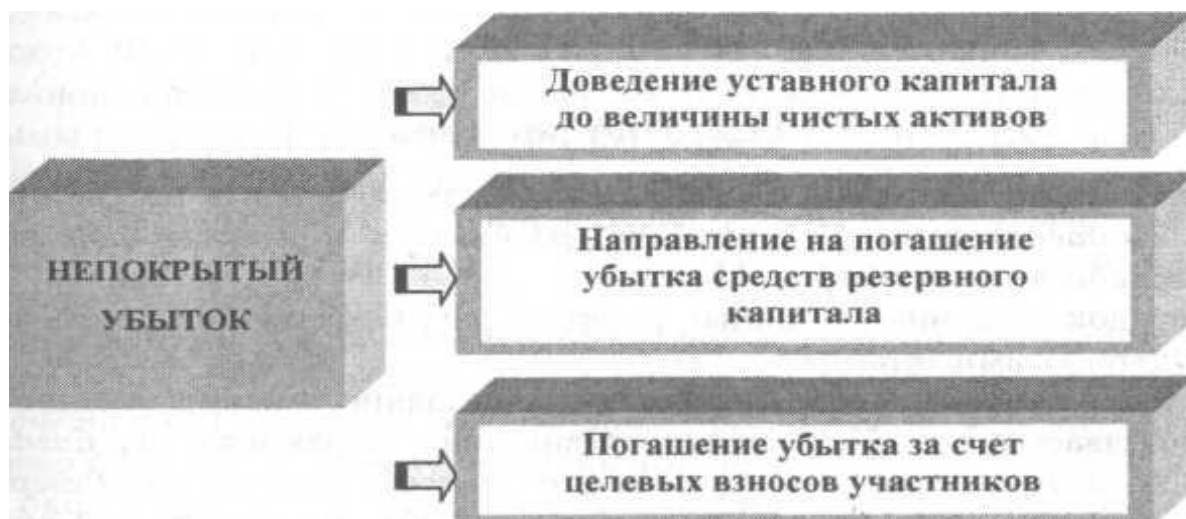 Доведение уставного капитала
до величины чистых активов
НЕПОКРЫТЫЙ
УБЫТОК
Направление на погашение
убытка средств резервного
капитала
Погашение убытка за счет
целевых взносов участников